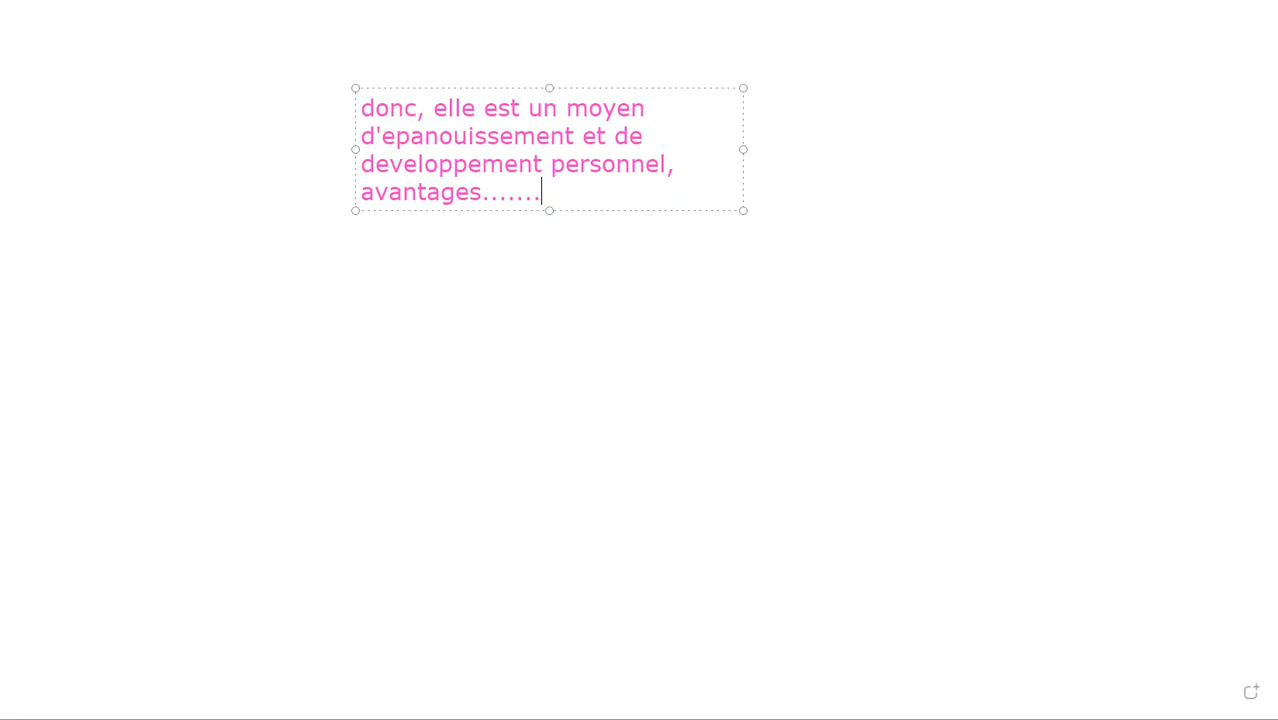 donc, elle est un moyen
d'epanouissement et de
developpement personnel,
avantages.......